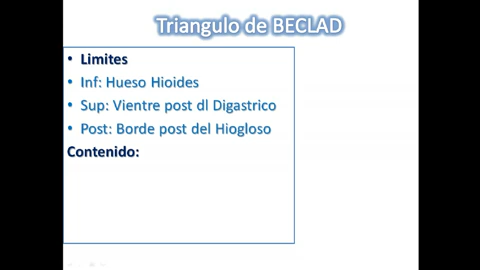 Triangulo de BECLAD
• Limites
• Inf: Hueso Hioides
• Sup: Vientre post dl Digastrico
• Post: Borde post del Hiogloso
Contenido: